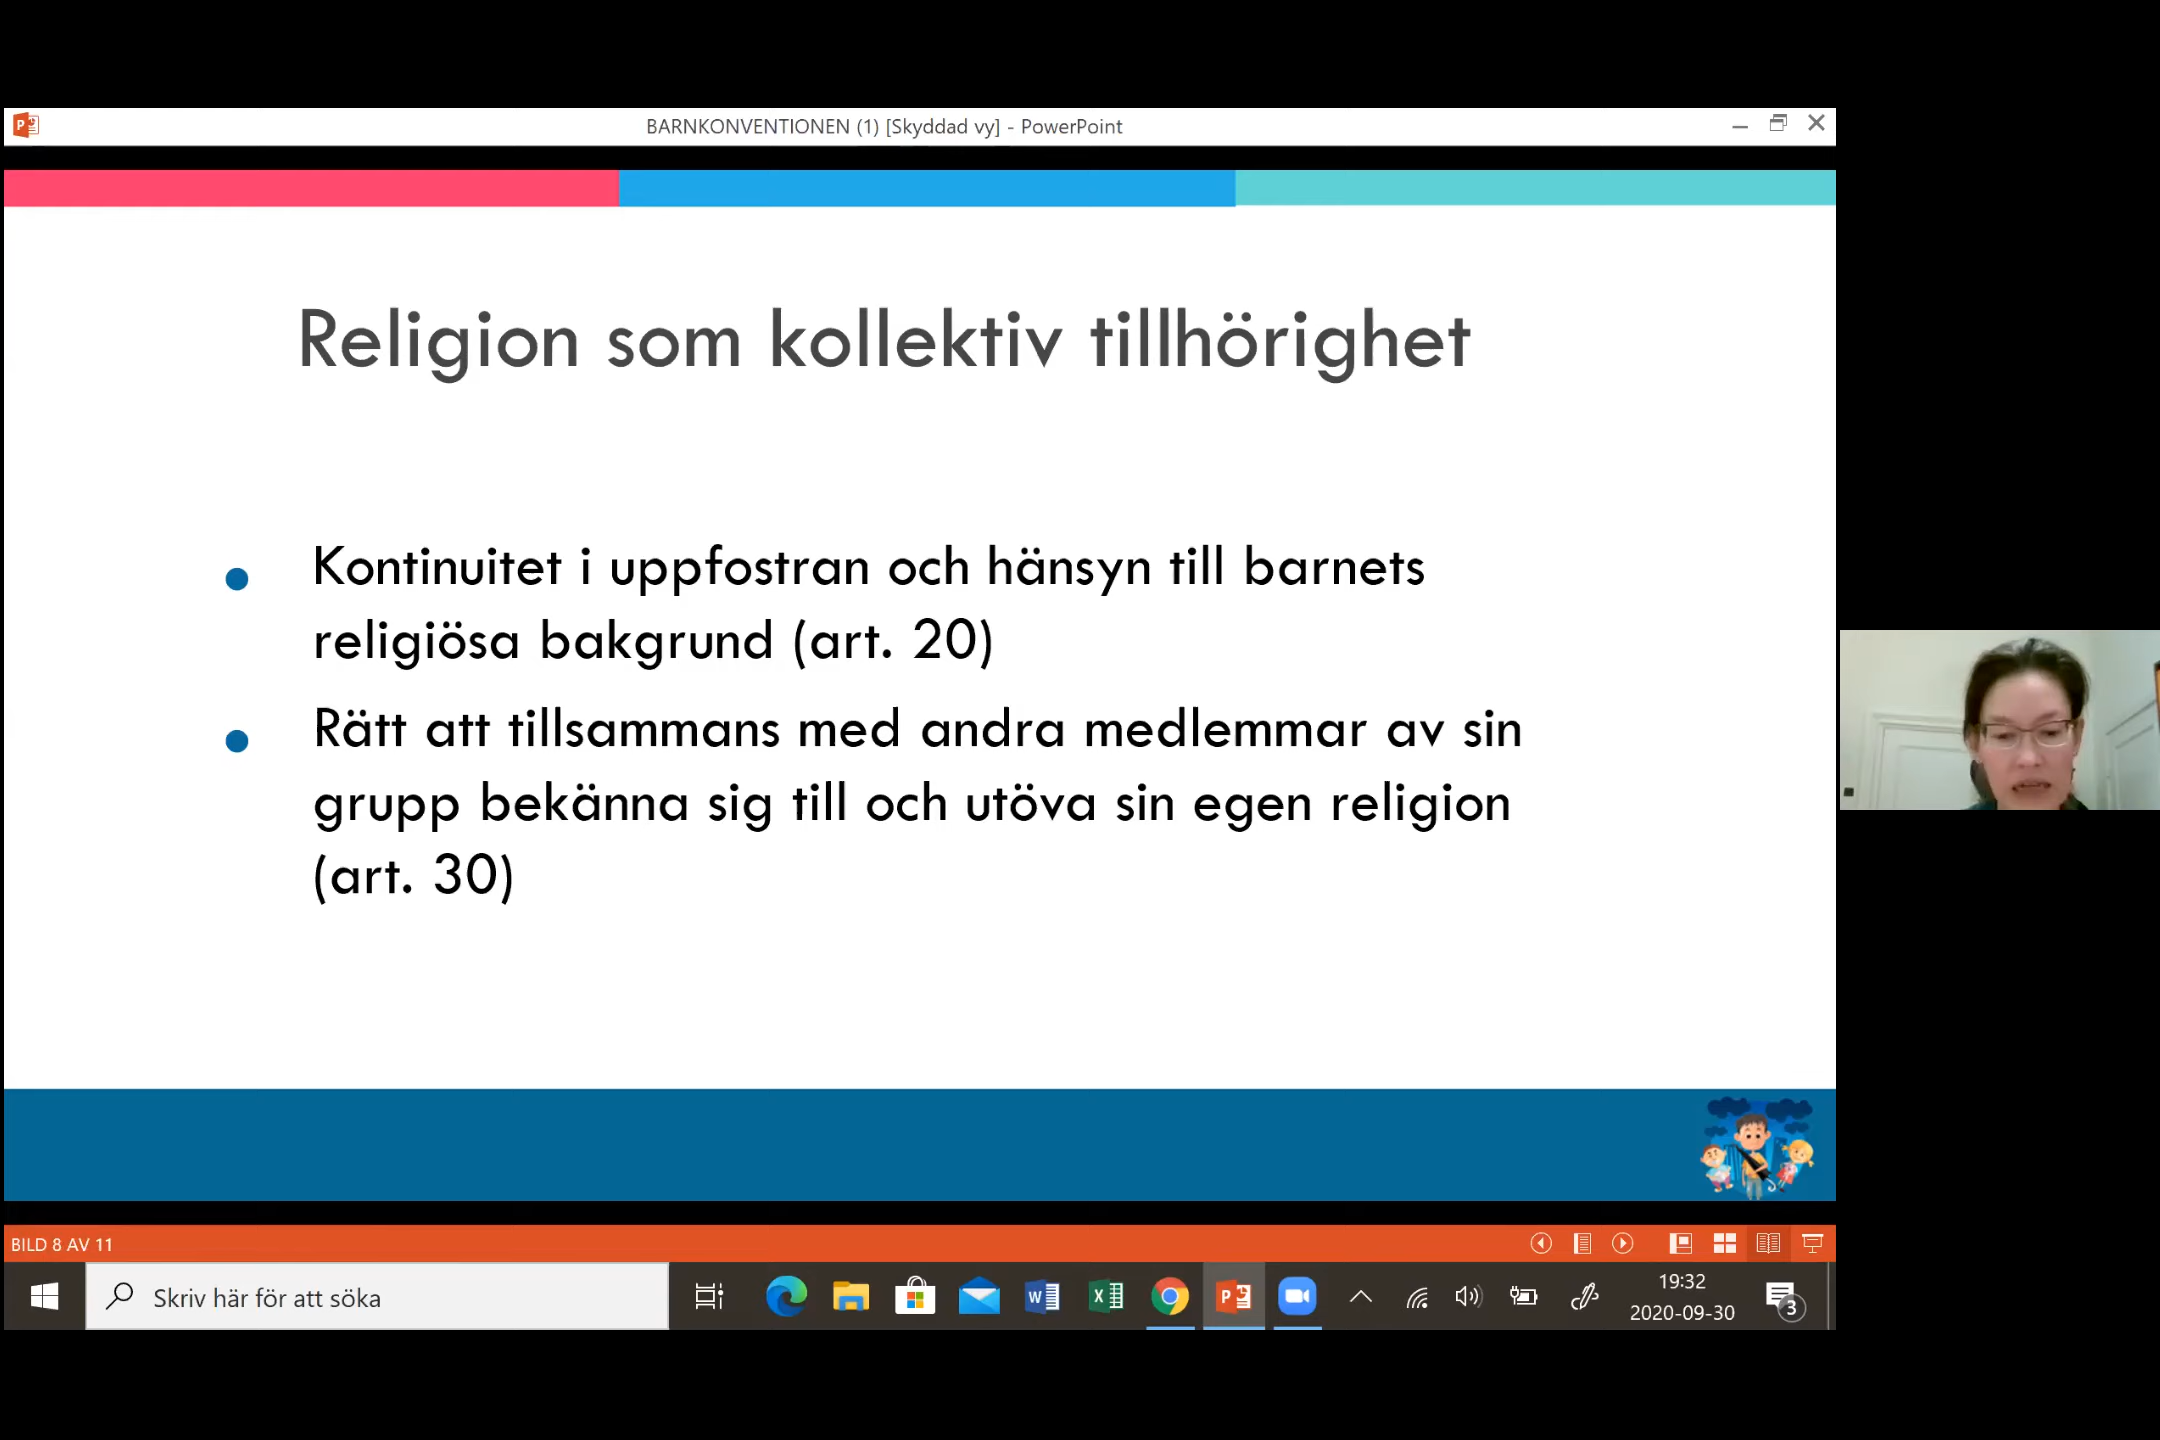 BARNKONVENTIONEN (1) [Skyddad vy] - PowerPoint
Religion som kollektiv tillhörighet
Kontinuitet i uppfostran och hänsyn till barnets
religiösa bakgrund (art. 20)
Rätt att tillsammans med andra medlemmar av sin
grupp bekänna sig till och utöva sin egen religion
(art. 30)
BILD 8 AV 11
Skriv här för att söka
19:32
2020-09-30
3